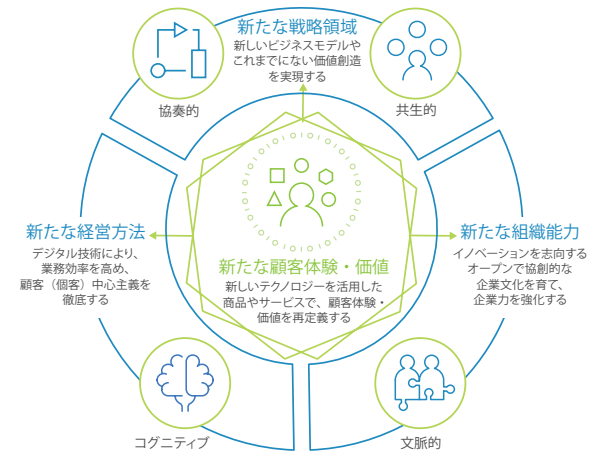 新たな戦略領域
新しいビジネスモデルや
これまでにない価値創造
を実現する
協奏的
共生的
新たな経営方法
デジタル技術により、
業務効率を高め、
顧客（個客）中心主義を
徹底する
新たな組織能力
イノベーションを志向する
オープンで協創的な
企業文化を育て、
企業力を強化する
新たな顧客体験・価値
新しいテクノロジーを活用した
商品やサービスで、顧客体験・
価値を再定義する
コグニティブ
文脈的